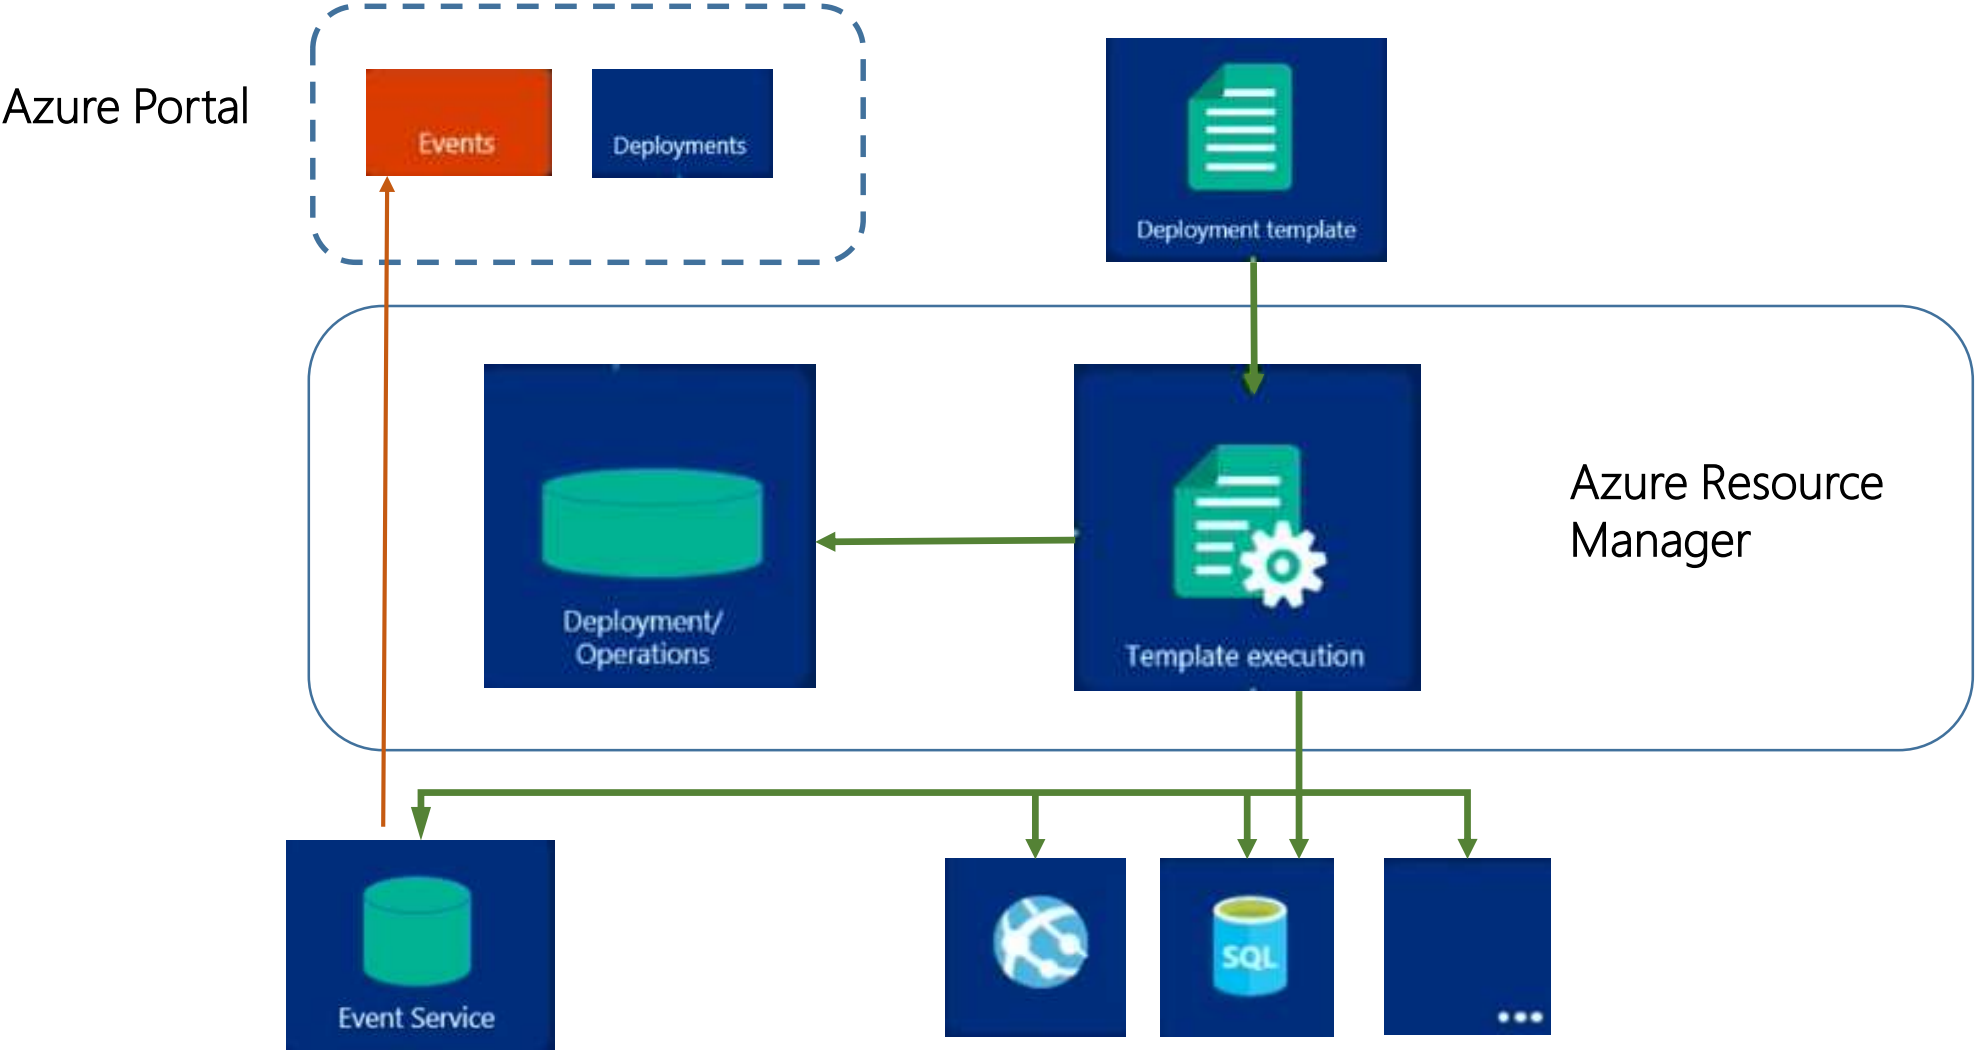 Azure Portal
Events
Deployments
Deployment template
Azure Resource
Manager
Deployment/
Operations
Template execution
Event Service
SQL